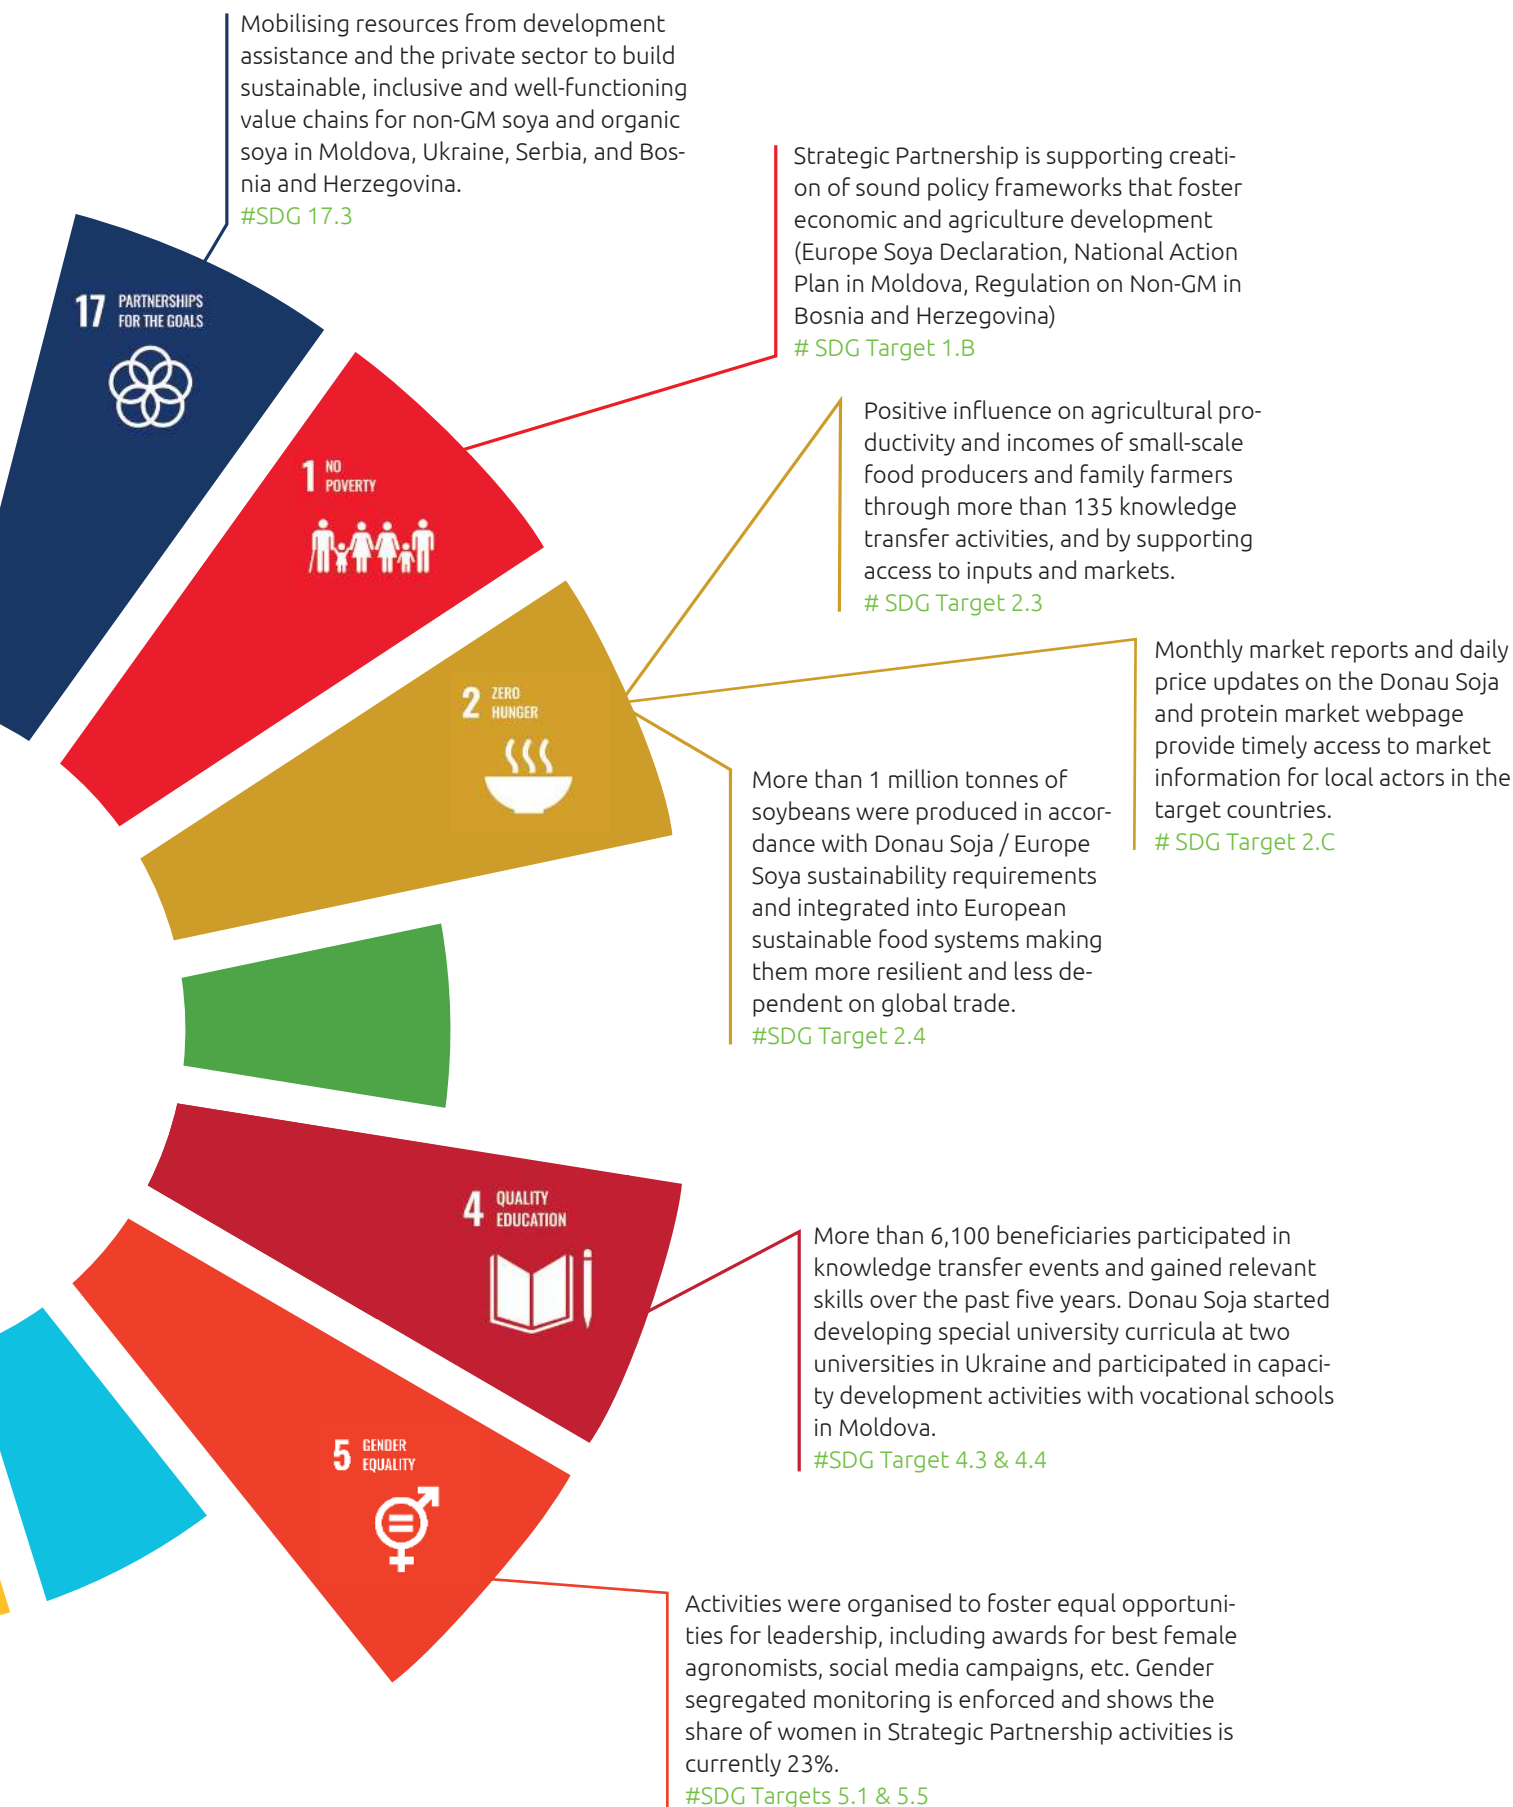 Mobilising resources from development
assistance and the private sector to build
sustainable, inclusive and well-functioning
value chains for non-GM soya and organic
soya in Moldova, Ukraine, Serbia, and Bos-
nia and Herzegovina.
#SDG 17.3
17 PARTNERSHIPS
FOR THE GOALS
Strategic Partnership is supporting creati-
on of sound policy frameworks that foster
economic and agriculture development
(Europe Soya Declaration, National Action
Plan in Moldova, Regulation on Non-GM in
Bosnia and Herzegovina)
# SDG Target 1.B
1 NO
POVERTY
Positive influence on agricultural pro-
ductivity and incomes of small-scale
food producers and family farmers
through more than 135 knowledge
transfer activities, and by supporting
access to inputs and markets.
# SDG Target 2.3
Monthly market reports and daily
price updates on the Donau Soja
and protein market webpage
provide timely access to market
information for local actors in the
target countries.
# SDG Target 2.C
2 ZERO
HUNGER
More than 1 million tonnes of
soybeans were produced in accor-
dance with Donau Soja / Europe
Soya sustainability requirements
and integrated into European
sustainable food systems making
them more resilient and less de-
pendent on global trade.
#SDG Target 2.4
4 QUALITY
EDUCATION
More than 6,100 beneficiaries participated in
knowledge transfer events and gained relevant
skills over the past five years. Donau Soja started
developing special university curricula at two
universities in Ukraine and participated in capaci-
ty development activities with vocational schools
in Moldova.
#SDG Target 4.3 & 4.4
5 GENDER
EQUALITY
Activities were organised to foster equal opportuni-
ties for leadership, including awards for best female
agronomists, social media campaigns, etc. Gender
segregated monitoring is enforced and shows the
share of women in Strategic Partnership activities is
currently 23%.
#SDG Targets 5.1 & 5.5